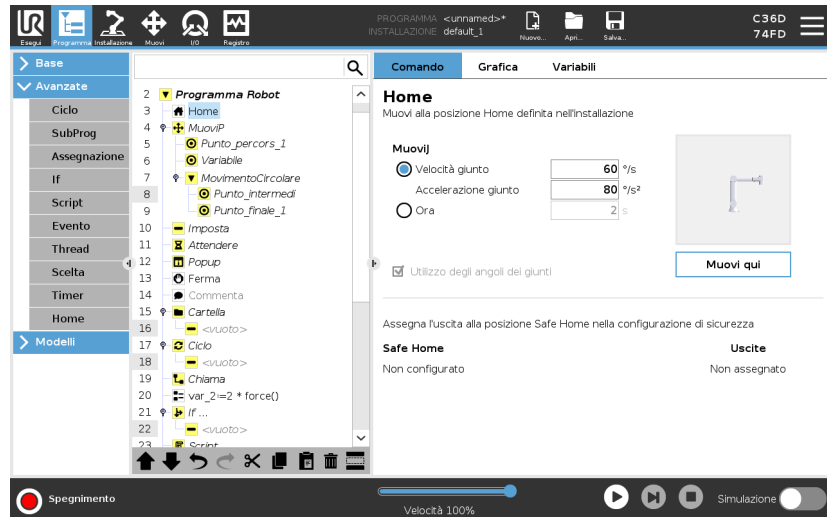 PROGRAMMA <unnamed>*
INSTALLAZIONE default_1
C36D
74FD
Esegui
Programma
Installazione
Muovi
I/O
Registro
Nuovo...
Apri...
Salva...
Base
Avanzate
Ciclo
SubProg
Assegnazione
If
Script
Evento
Thread
Scelta
Timer
Home
Modelli
2 Programma Robot
3 Home
4 MuoviP
5 Punto_percors_1
6 Variabile
7 MovimentoCircolare
8 Punto_intermedi
9 Punto_finale_1
10 Imposta
11 Attendere
12 Popup
13 Ferma
14 Commenta
15 Cartella
16 <vuoto>
17 Ciclo
18 <vuoto>
19 Chiama
20 var_2≔2 * force()
21 If ...
22 <vuoto>
23 Script
Comando Grafica Variabili
Home
Muovi alla posizione Home definita nell'installazione
MuoviJ
Velocità giunto 60 °/s
Accelerazione giunto 80 °/s²
Ora 2 s
Utilizzo degli angoli dei giunti
Muovi qui
Assegna l'uscita alla posizione Safe Home nella configurazione di sicurezza
Safe Home Uscite
Non configurato Non assegnato
Spegnimento
Velocità 100%
Simulazione